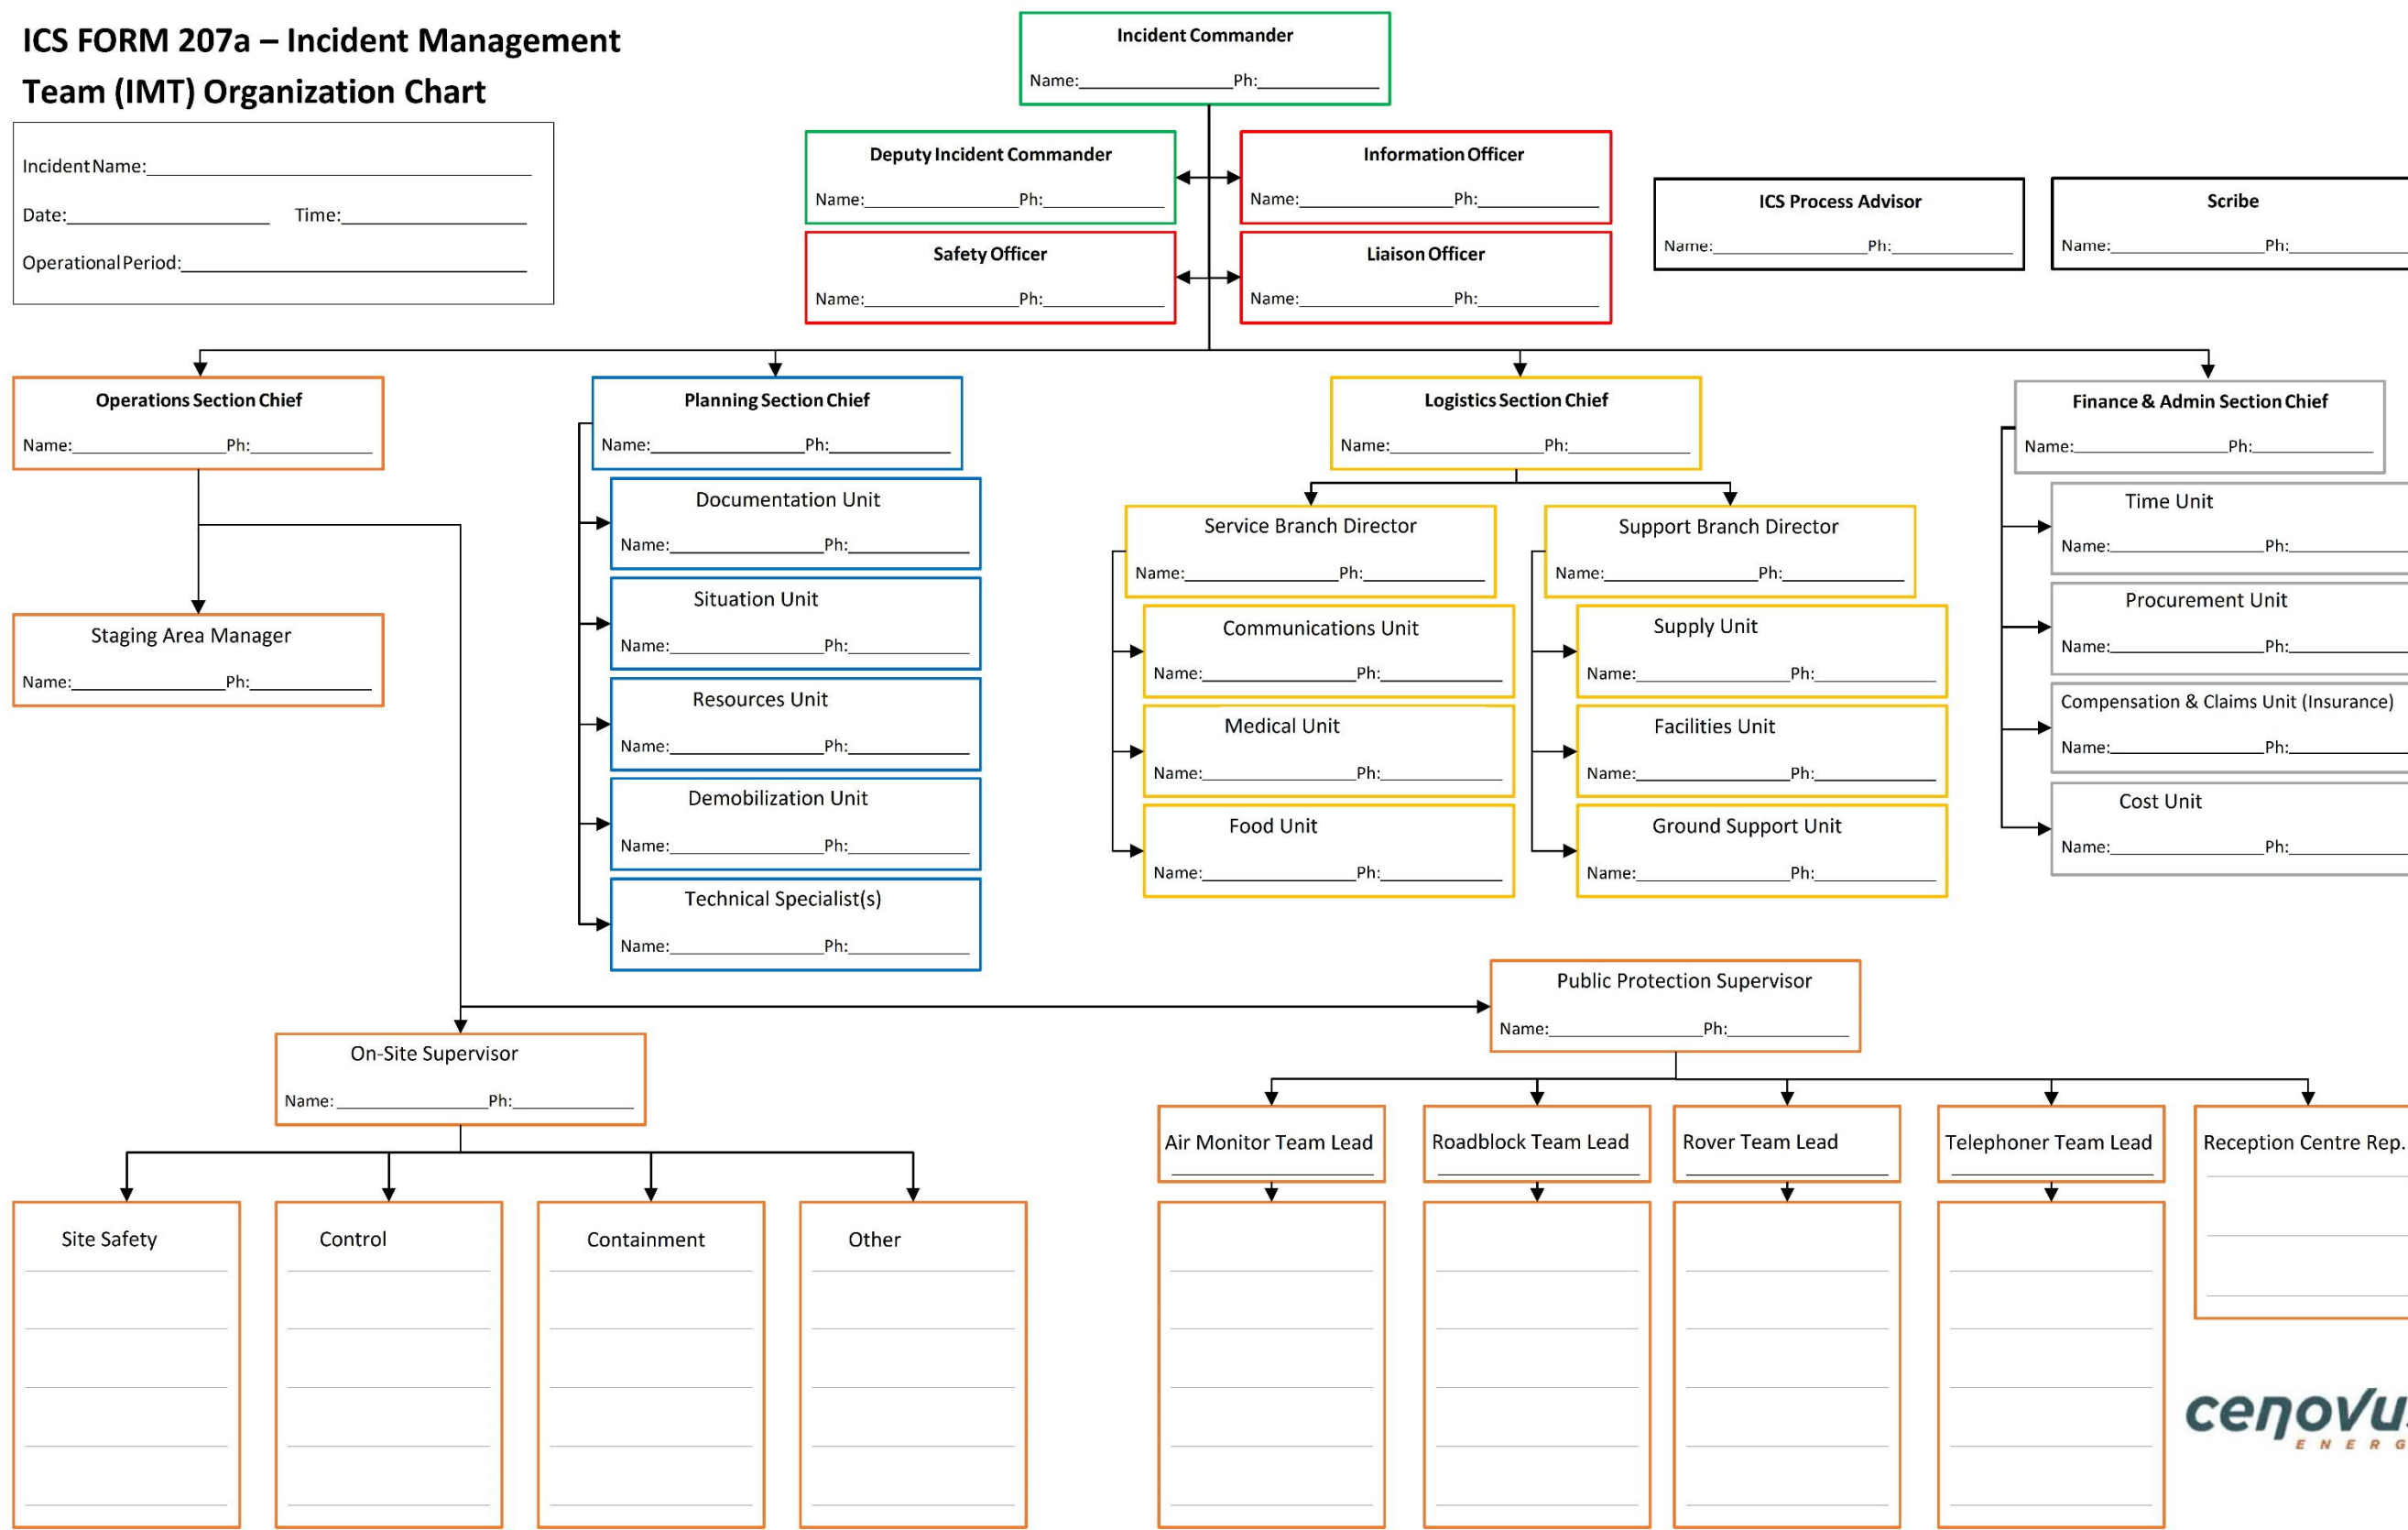 ICS FORM 207a – Incident Management
Team (IMT) Organization Chart
Incident Name:
Date: Time:
Operational Period:
Incident Commander
Name: Ph:
Deputy Incident Commander
Name: Ph:
Information Officer
Name: Ph:
Safety Officer
Name: Ph:
Liaison Officer
Name: Ph:
ICS Process Advisor
Name: Ph:
Scribe
Name: Ph:
Operations Section Chief
Name: Ph:
Planning Section Chief
Name: Ph:
Logistics Section Chief
Name: Ph:
Finance & Admin Section Chief
Name: Ph:
Staging Area Manager
Name: Ph:
Documentation Unit
Name: Ph:
Situation Unit
Name: Ph:
Resources Unit
Name: Ph:
Demobilization Unit
Name: Ph:
Technical Specialist(s)
Name: Ph:
Service Branch Director
Name: Ph:
Communications Unit
Name: Ph:
Medical Unit
Name: Ph:
Food Unit
Name: Ph:
Support Branch Director
Name: Ph:
Supply Unit
Name: Ph:
Facilities Unit
Name: Ph:
Ground Support Unit
Name: Ph:
Time Unit
Name: Ph:
Procurement Unit
Name: Ph:
Compensation & Claims Unit (Insurance)
Name: Ph:
Cost Unit
Name: Ph:
On-Site Supervisor
Name: Ph:
Site Safety
Control
Containment
Other
Public Protection Supervisor
Name: Ph:
Air Monitor Team Lead
Roadblock Team Lead
Rover Team Lead
Telephoner Team Lead
Reception Centre Rep.
cenovus
ENERG